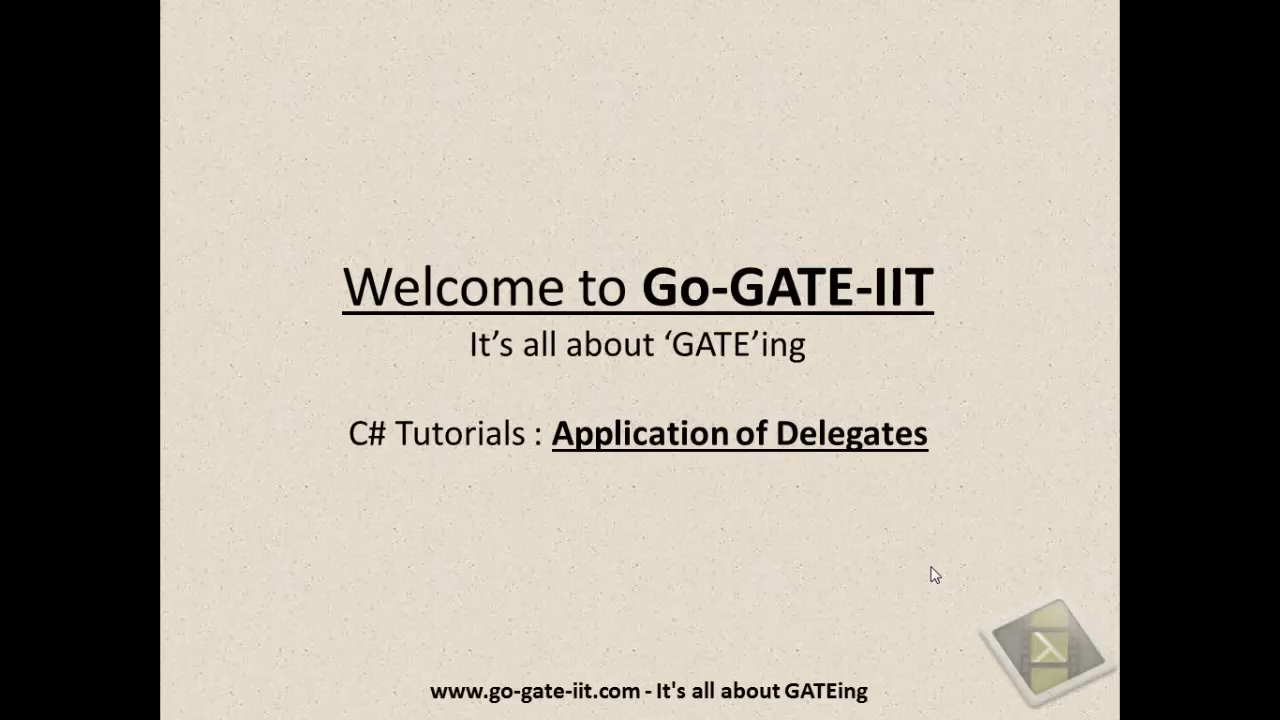 Welcome to Go-GATE-IIT
It’s all about ‘GATE’ing
C# Tutorials : Application of Delegates
www.go-gate-iit.com - It's all about GATEing